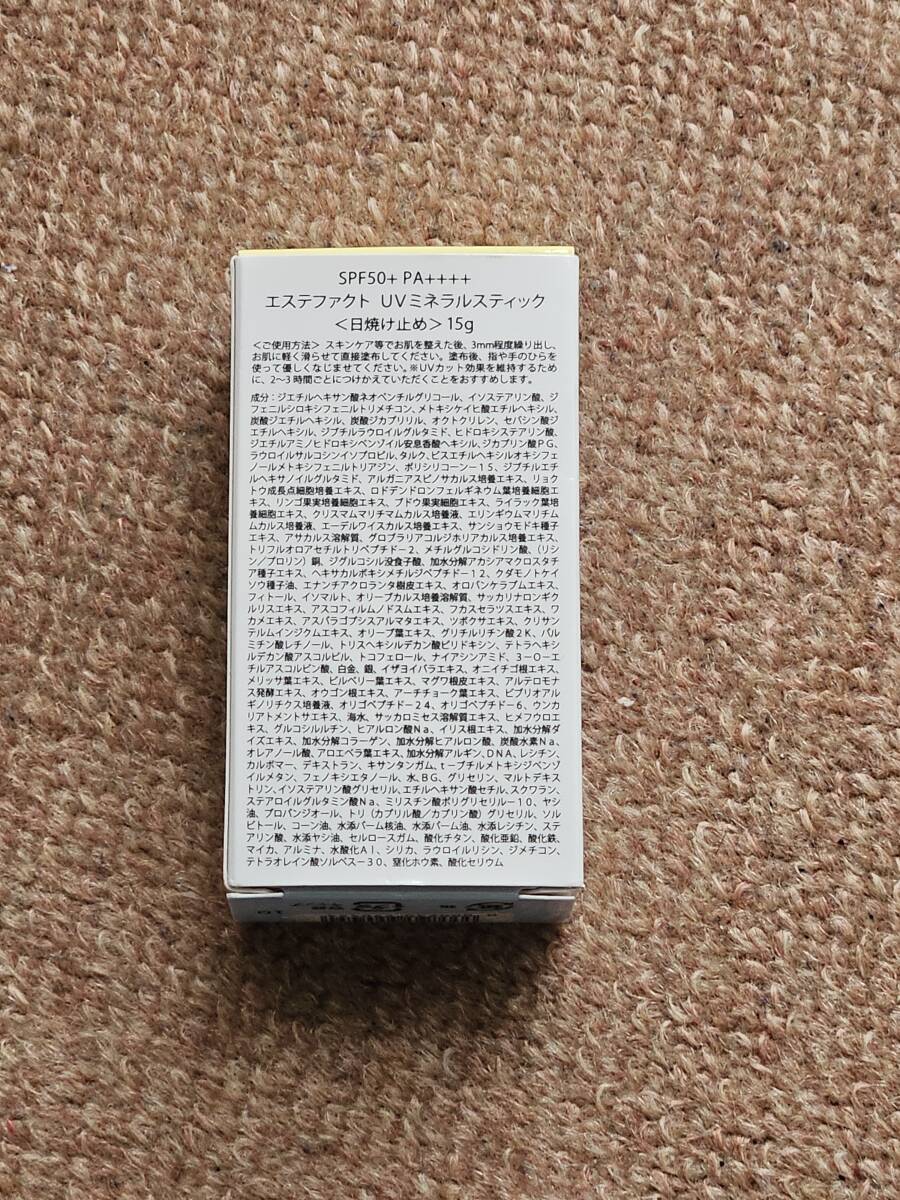 SPF50+ PA++++
エステファクト UVミネラルスティック
＜日焼け止め＞15g
＜ご使用方法＞ スキンケア等でお肌を整えた後、3mm程度繰り出し、
お肌に軽く滑らせて直接塗布してください。塗布後、指や手のひらを
使って優しくなじませてください。※UVカット効果を維持するため
に、2〜3時間ごとにつけかえていただくことをおすすめします。
成分：ジエチルヘキサン酸ネオペンチルグリコール、イソステアリン酸、ジ
フェニルシロキシフェニルトリメチコン、メトキシケイヒ酸エチルヘキシル、
炭酸ジエチルヘキシル、炭酸ジカプリリル、オクトクリレン、セバシン酸ジ
エチルヘキシル、ジブチルラウロイルグルタミド、ヒドロキシステアリン酸、
ジエチルアミノヒドロキシベンゾイル安息香酸ヘキシル、ジカプリン酸PG、
ラウロイルサルコシンイソプロピル、タルク、ビスエチルヘキシルオキシフェ
ノールメトキシフェニルトリアジン、ポリシリコーン-15、ジブチルエチル
ヘキサノイルグルタミド、アルガニアスピノサカルス培養エキス、リョク
トウ成長点細胞培養エキス、ロドデンドロンフェルギネウム葉培養細胞エ
キス、リンゴ果実培養細胞エキス、ブドウ果実細胞エキス、ライラック葉培
養細胞エキス、クリスマムマリチマムカルス培養液、エリンギウムマリチム
ムカルス培養液、エーデルワイスカルス培養エキス、サンショウモドキ種子
エキス、アサカルス溶解質、グロブラリアコルジホリアカルス培養エキス、
トリフルオロアセチルトリペプチド-2、メチルグルコシドリン酸、（リシ
ン／プロリン）銅、ジグルコシル没食子酸、加水分解アカシアマクロスタ
チア種子エキス、ヘキサカルボキシメチルジペプチド-12、クダモノトケイ
ソウ種子油、エナンチアクロランタ樹皮エキス、オロバンケラプムエキス、
フィトール、イソマルト、オリーブカルス培養溶解質、サッカリナロンギク
ルリスエキス、アスコフィルムノドスムエキス、フカスセラツスエキス、ワ
カメエキス、アスパラゴプシスアルマタエキス、ツボクサエキス、クリサン
テルムインジクムエキス、オリーブ葉エキス、グリチルリチン酸2K、パル
ミチン酸レチノール、トリスヘキシルデカン酸ピリドキシン、テトラヘキシ
ルデカン酸アスコルビル、トコフェロール、ナイアシンアミド、3-O-エ
チルアスコルビン酸、白金、銀、イザヨイバラエキス、オニイチゴ根エキス、
メリッサ葉エキス、ビルベリー葉エキス、マグワ根皮エキス、アルテロモナ
ス発酵エキス、オウゴン根エキス、アーチチョーク葉エキス、ビブリオアル
ギノリチクス培養液、オリゴペプチド-24、オリゴペプチド-6、ウンカ
リアトメントサエキス、海水、サッカロミセス溶解質エキス、ヒメフウロエ
キス、グルコシルルチン、ヒアルロン酸Na、イリス根エキス、加水分解ダ
イズエキス、加水分解コラーゲン、加水分解ヒアルロン酸、炭酸水素Na、
オレアノール酸、アロエベラ葉エキス、加水分解アルギン、DNA、レシチン、
カルボマー、デキストラン、キサンタンガム、t-ブチルメトキシジベンゾ
イルメタン、フェノキシエタノール、水、BG、グリセリン、マルトデキス
トリン、イソステアリン酸グリセリル、エチルヘキサン酸セチル、スクワラン、
ステアロイルグルタミン酸Na、ミリスチン酸ポリグリセリル-10、ヤシ
油、プロパンジオール、トリ（カプリル酸／カプリン酸）グリセリル、ソル
ビトール、コーン油、水添パーム核油、水添パーム油、水添レシチン、ステ
アリン酸、水添ヤシ油、セルロースガム、酸化チタン、酸化亜鉛、酸化鉄、
マイカ、アルミナ、水酸化Al、シリカ、ラウロイルリシン、ジメチコン、
テトラオレイン酸ソルベス-30、窒化ホウ素、酸化セリウム